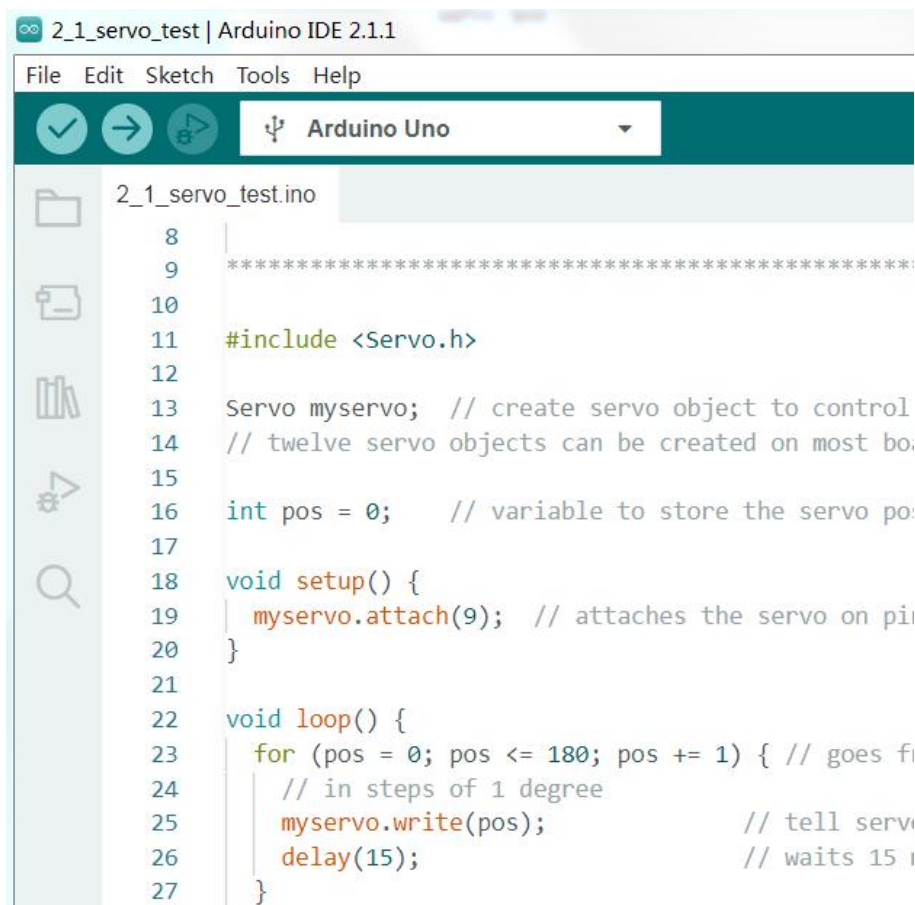 2_1_servo_test | Arduino IDE 2.1.1
File Edit Sketch Tools Help
Arduino Uno
2_1_servo_test.ino
8
9 *************************************************
10
11 #include <Servo.h>
12
13 Servo myservo;  // create servo object to control
14 // twelve servo objects can be created on most
15
16 int pos = 0;    // variable to store the servo
17
18 void setup() {
19   myservo.attach(9);  // attaches the servo on
20 }
21
22 void loop() {
23   for (pos = 0; pos <= 180; pos += 1) { // goes
24     // in steps of 1 degree
25     myservo.write(pos);              // tell
26     delay(15);                       // waits 15
27   }